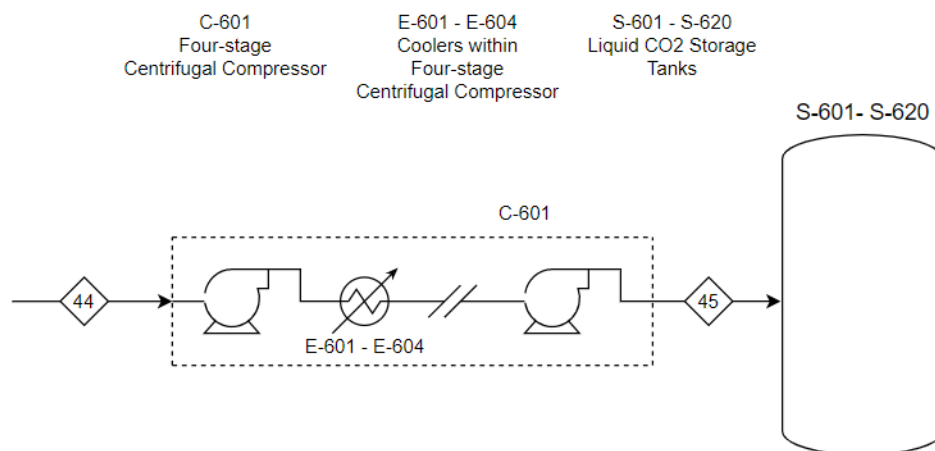 C-601
Four-stage
Centrifugal Compressor
E-601 - E-604
Coolers within
Four-stage
Centrifugal Compressor
S-601 - S-620
Liquid CO2 Storage
Tanks
S-601- S-620
C-601
44
45
E-601 - E-604